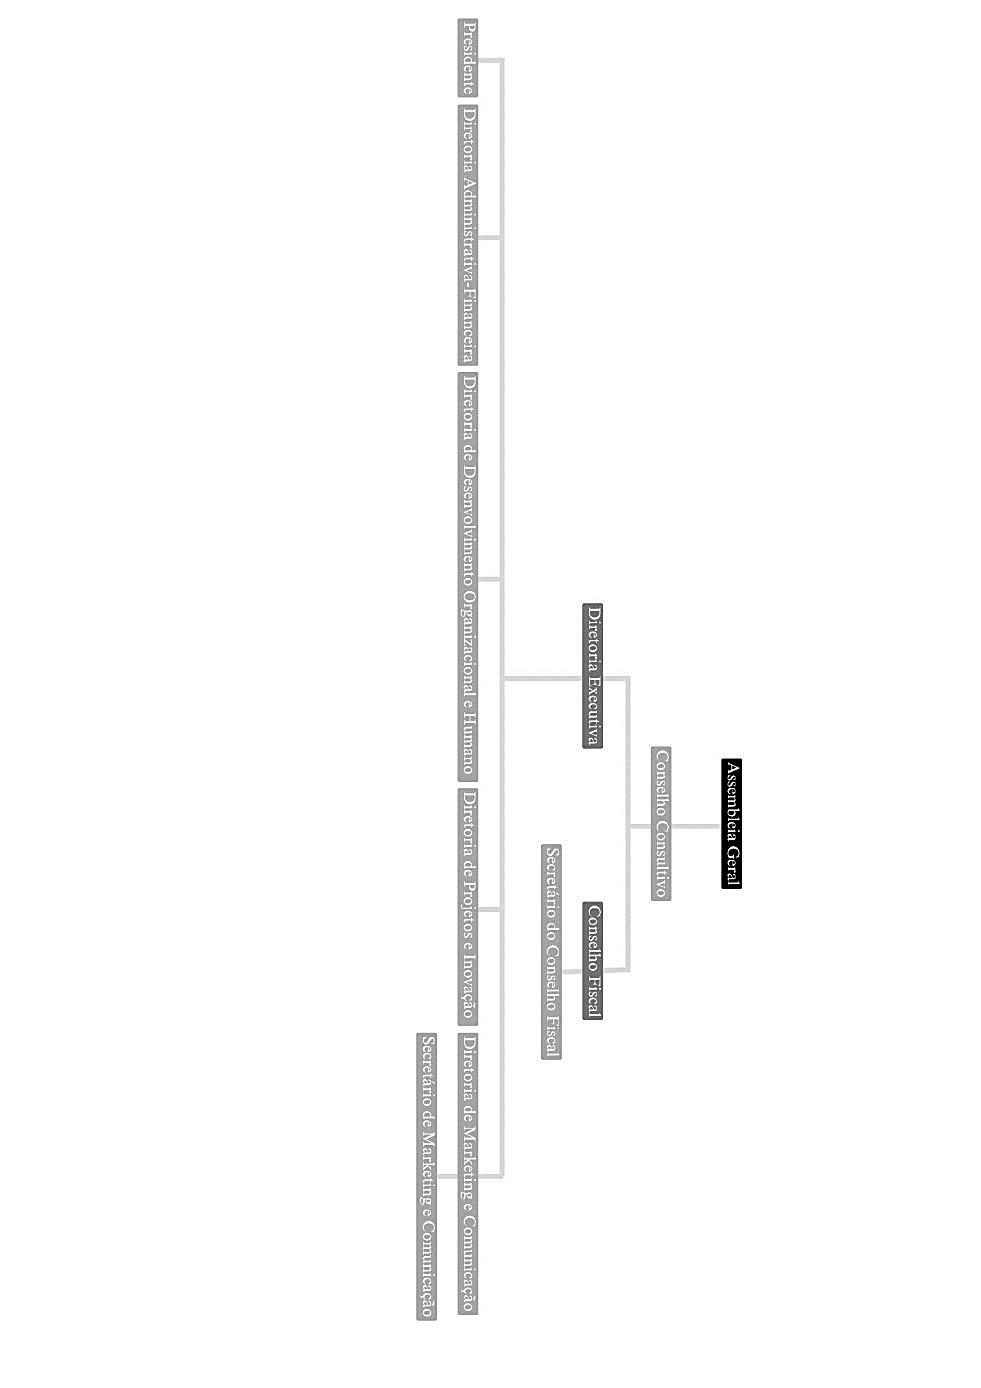 Assembleia Geral
Conselho Consultivo
Diretoria Executiva
Conselho Fiscal
Secretário do Conselho Fiscal
Presidente
Diretoria Administrativa-Financeira
Diretoria de Desenvolvimento Organizacional e Humano
Diretoria de Projetos e Inovação
Diretoria de Marketing e Comunicação
Secretário de Marketing e Comunicação